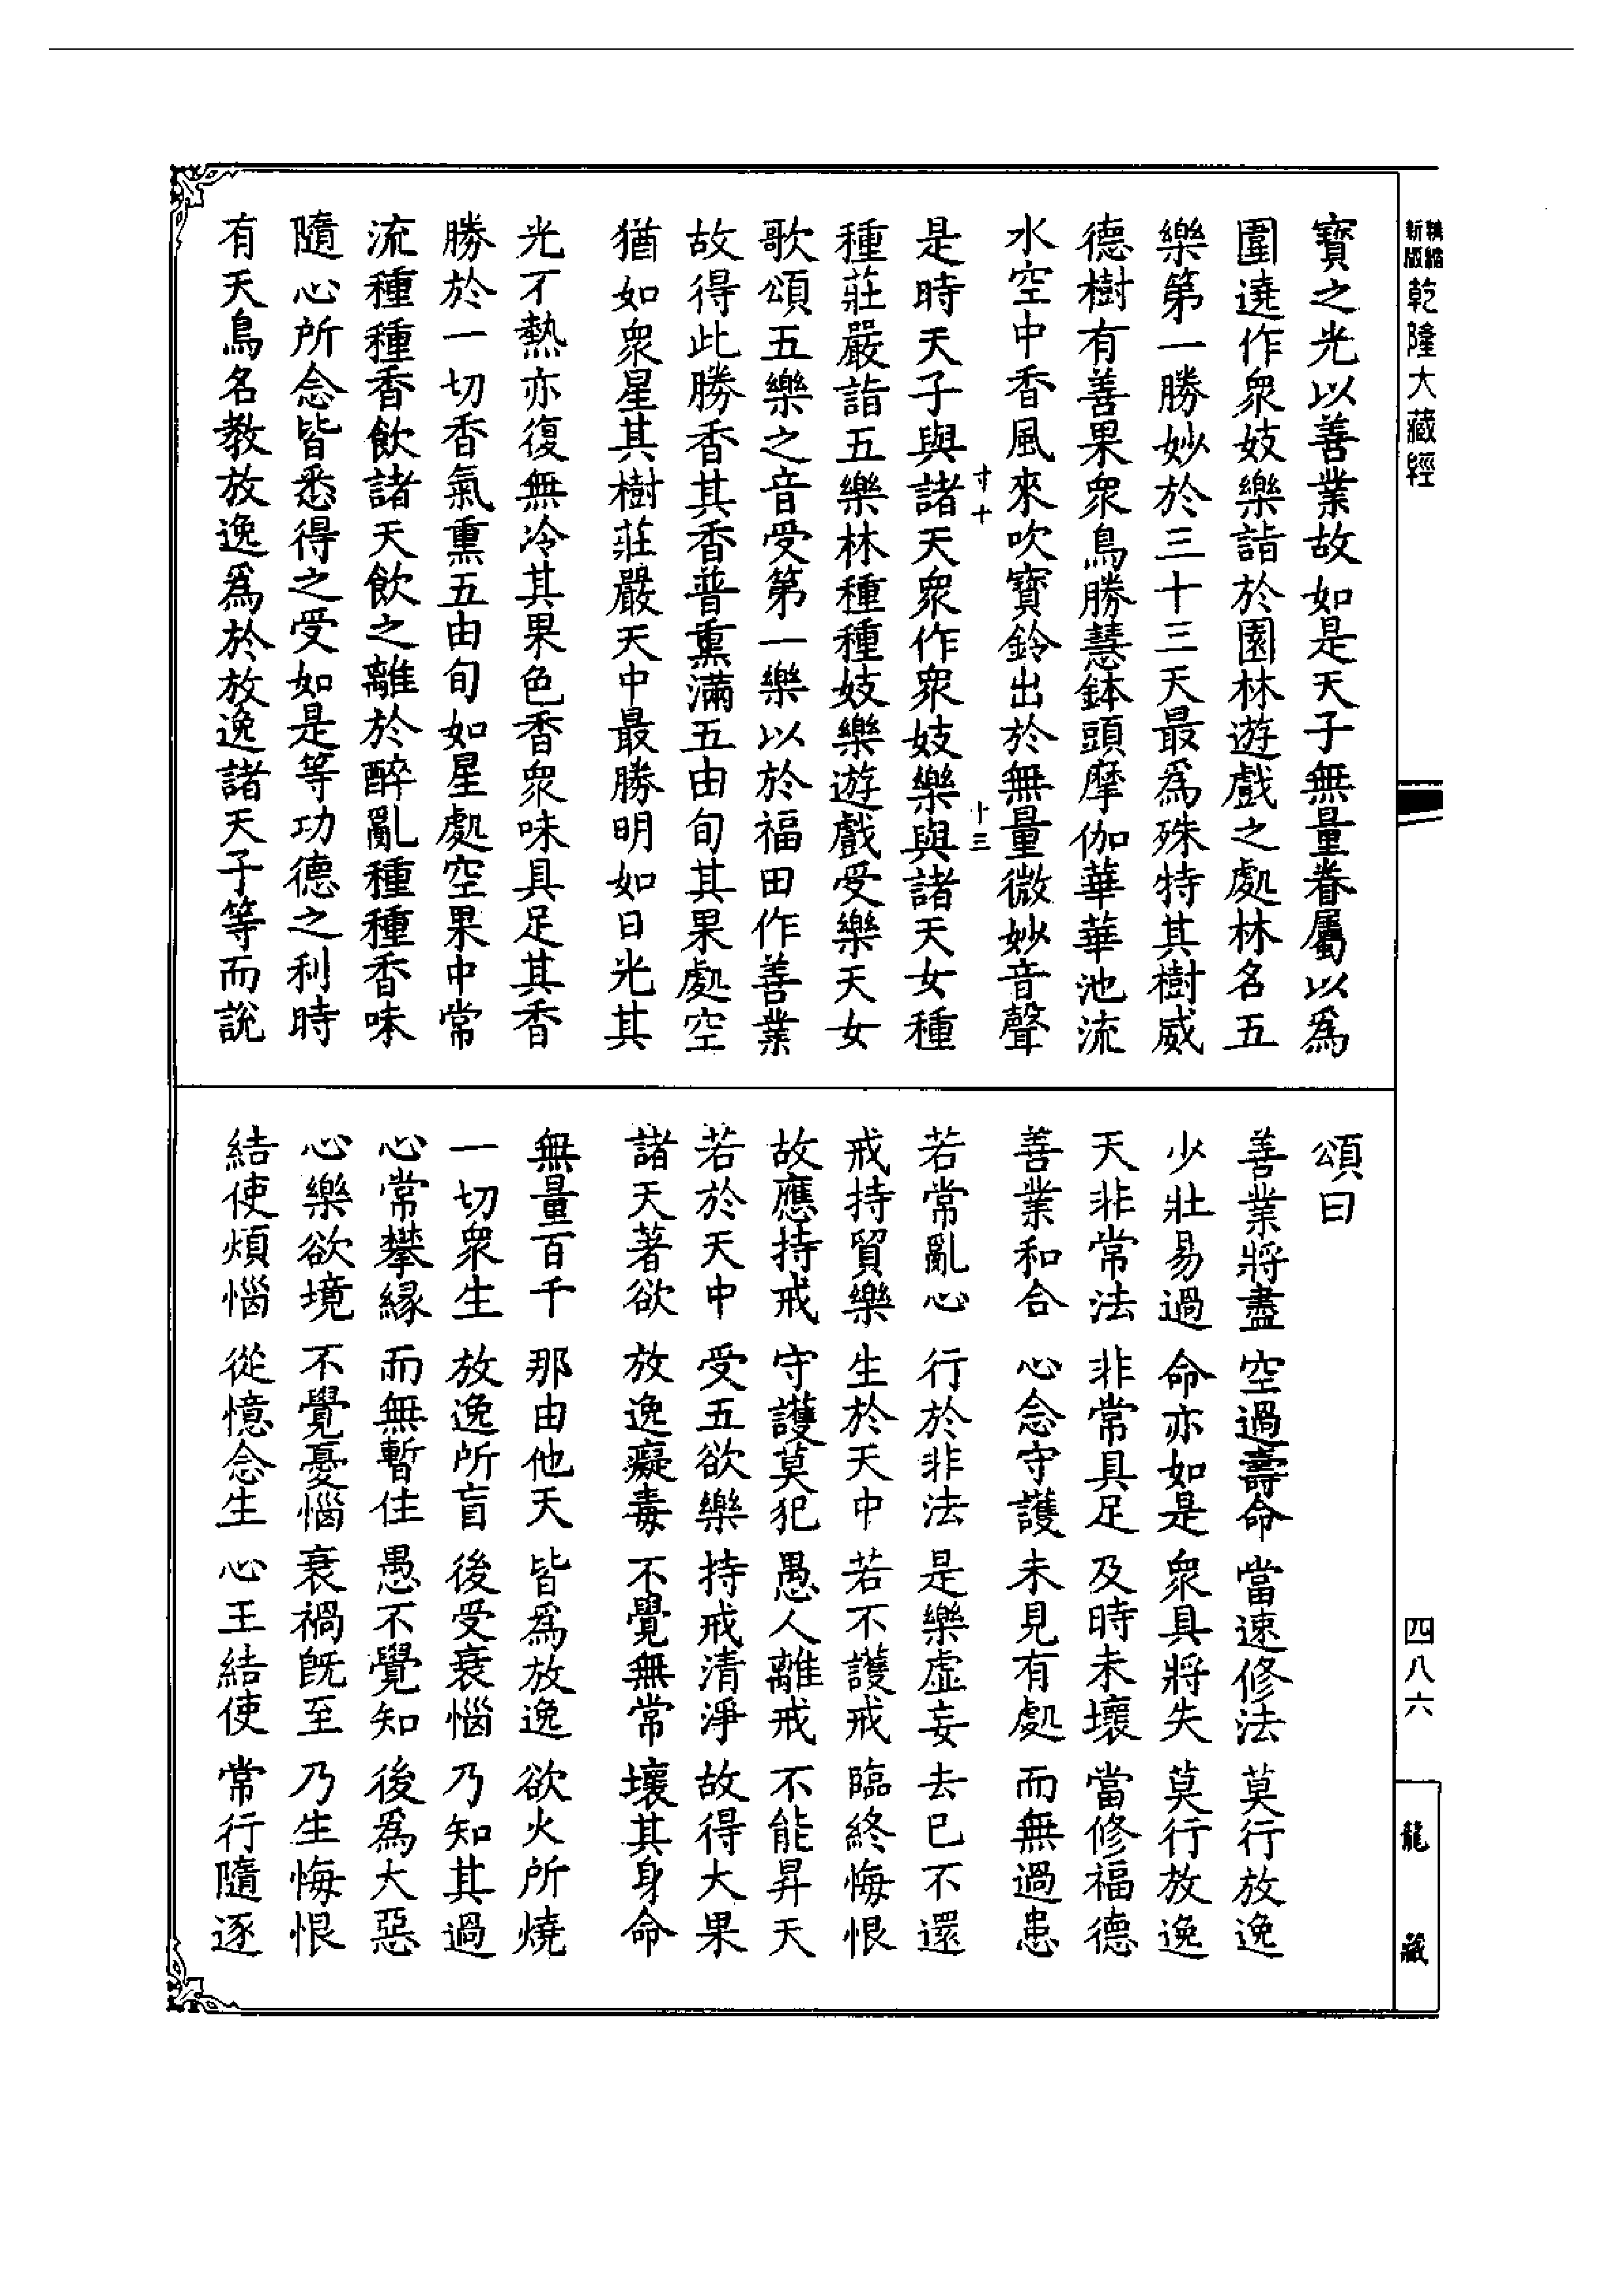 新版
乾隆大藏經
寶之光以善業故如是天子無量眷屬以為
圍遶作眾妓樂詣於園林遊戲之處林名五
樂第一勝妙於三十三天最為殊特其樹威
德樹有善果眾鳥勝慧鉢頭摩伽華華池流
水空中香風來吹寶鈴出於無量微妙音聲
寸十
十三
是時天子與諸天眾作眾妓樂與諸天女種
種莊嚴詣五樂林種種妓樂遊戲受樂天女
歌頌五樂之音受第一樂以於福田作善業
故得此勝香其香普熏滿五由旬其果處空
猶如眾星其樹莊嚴天中最勝明如日光其
光不熱亦復無冷其果色香眾味具足其香
勝於一切香氣熏五由旬如星處空果中常
流種種香飲諸天飲之離於醉亂種種香味
隨心所念皆悉得之受如是等功德之利時
有天鳥名教放逸為於放逸諸天子等而說
頌曰
善業將盡 空過壽命 當速修法 莫行放逸
少壯易過 命亦如是 眾具將失 莫行放逸
天非常法 非常具足 及時未壞 當修福德
善業和合 心念守護 未見有處 而無過患
若常亂心 行於非法 是樂虛妄 去已不還
戒持貿樂 生於天中 若不護戒 臨終悔恨
故應持戒 守護莫犯 愚人離戒 不能昇天
若於天中 受五欲樂 持戒清淨 故得大果
諸天著欲 放逸癡毒 不覺無常 壞其身命
無量百千 那由他天 皆為放逸 欲火所燒
一切眾生 放逸所盲 後受衰惱 乃知其過
心常攀緣 而無暫住 愚不覺知 後為大惡
心樂欲境 不覺憂惱 衰禍既至 乃生悔恨
結使煩惱 從憶念生 心王結使 常行隨逐
四八六
龍藏